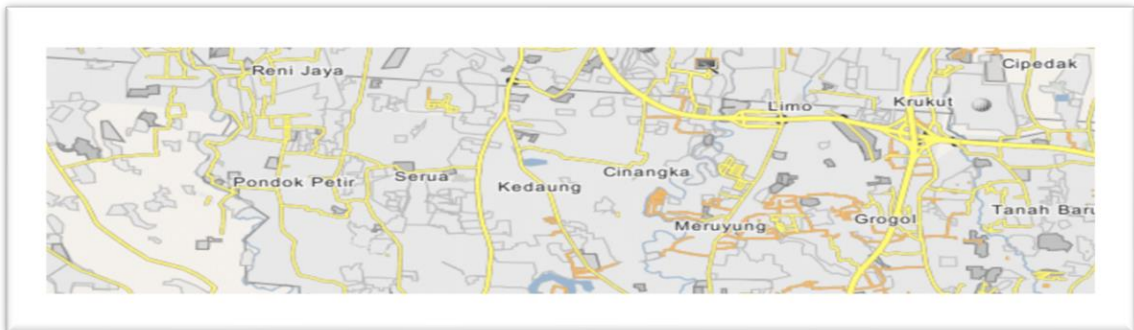 Cipedak
Reni Jaya
Krukut
Limo
Cinangka
Serua
Pondok Petir
Kedaung
Tanah Baru
Grogol
Meruyung